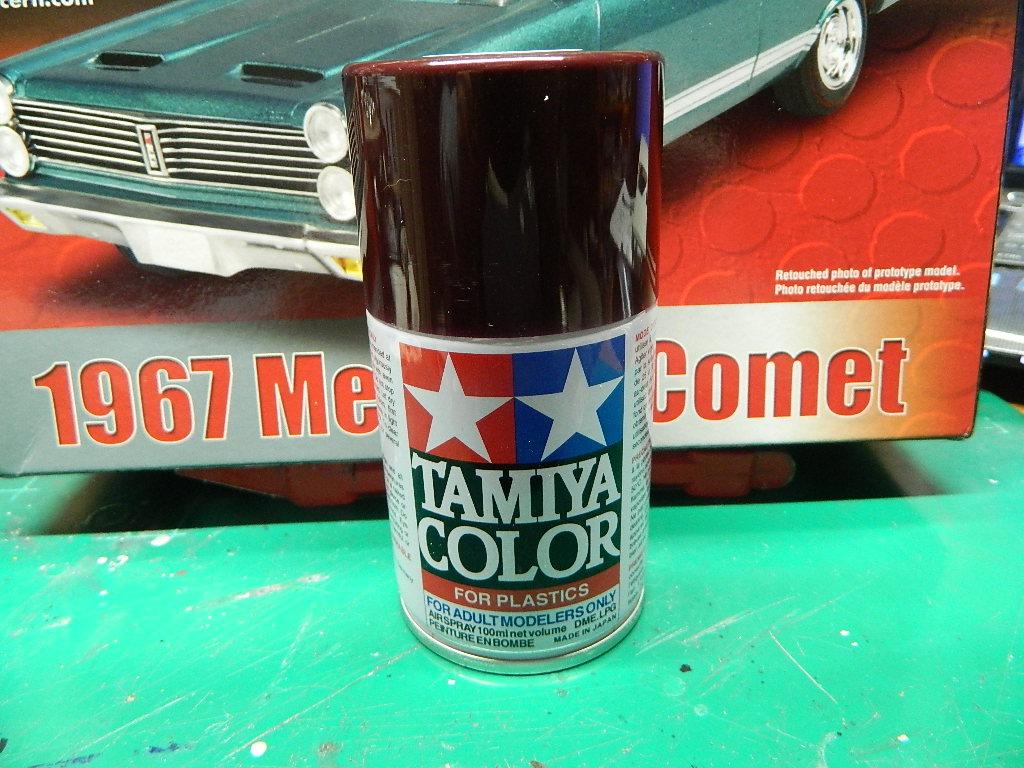 Retouched photo of prototype model.
Photo retouchée du modèle prototype.
1967 Me Comet
TAMIYA
COLOR
FOR PLASTICS
FOR ADULT MODELERS ONLY
AIRSPRAY 100ml net volume DME.LPG
PEINTURE EN BOMBE MADE IN JAPAN